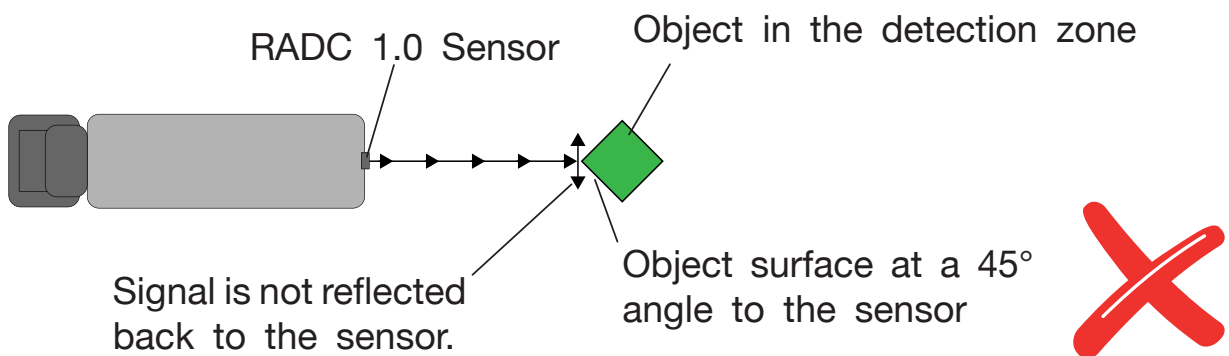 RADC 1.0 Sensor
Object in the detection zone
Signal is not reflected
back to the sensor.
Object surface at a 45°
angle to the sensor